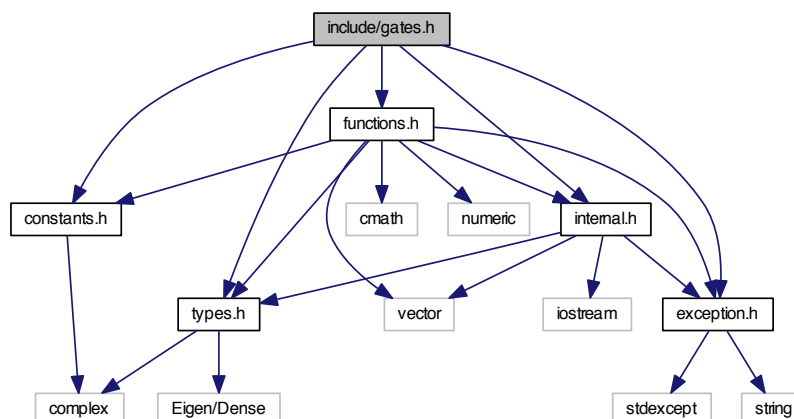 include/gates.h
functions.h
constants.h
cmath
numeric
internal.h
types.h
vector
iostream
exception.h
complex
Eigen/Dense
stdexcept
string